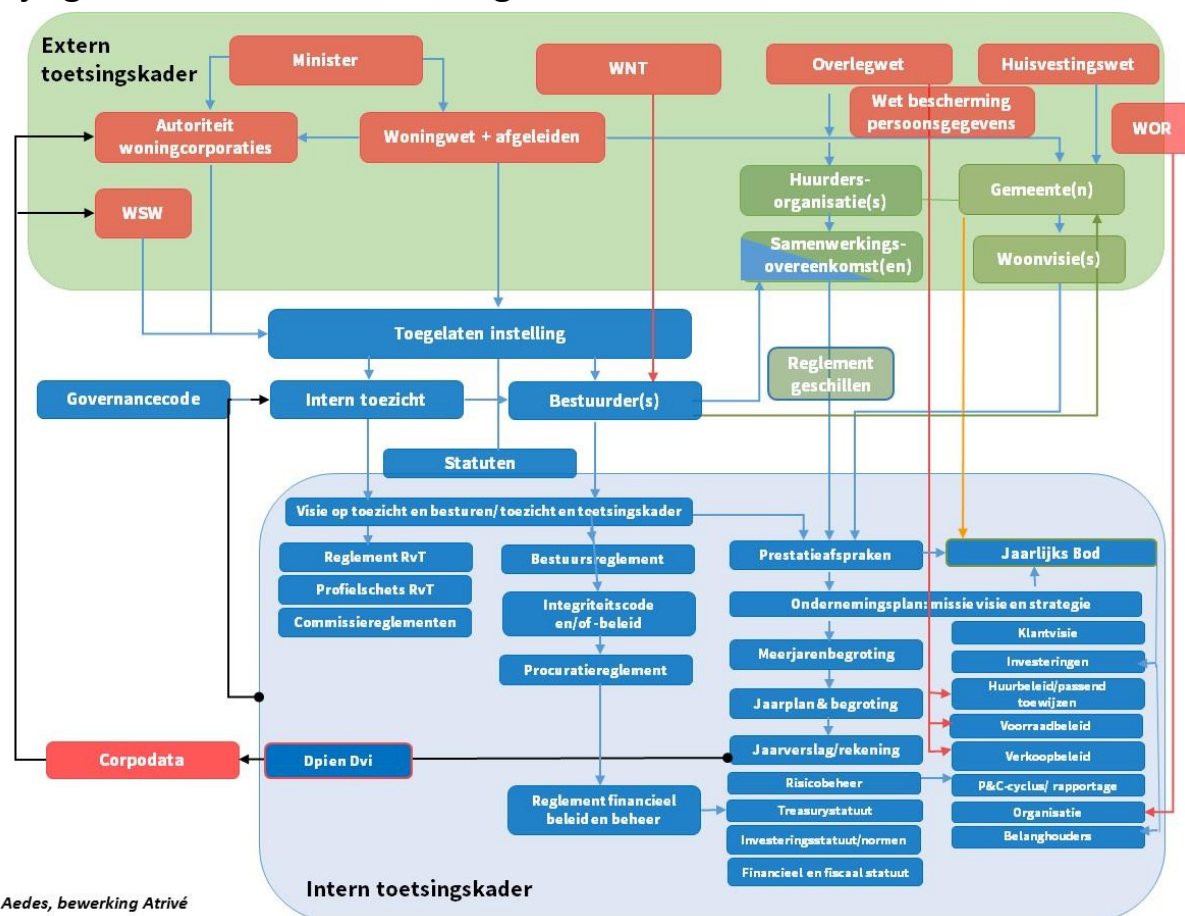 Extern
toetsingskader
Minister
WNT
Overlegwet
Huisvestingswet
Wet bescherming
persoonsgegevens
WOR
Autoriteit
woningcorporaties
Woningwet + afgeleiden
Huurders-
organisatie(s)
Gemeente(n)
WSW
Samenwerkings-
overeenkomst(en)
Woonvisie(s)
Toegelaten instelling
Reglement
geschillen
Governancecode
Intern toezicht
Bestuurder(s)
Statuten
Visie op toezicht en besturen/ toezicht en toetsingskader
Reglement RvT
Profielschets RvT
Commissiereglementen
Bestuursreglement
Integriteitscode
en/of -beleid
Procuratiereglement
Reglement financieel
beleid en beheer
Prestatieafspraken
Jaarlijks Bod
Ondernemingsplan: missie visie en strategie
Meerjarenbegroting
Jaarplan & begroting
Jaarverslag/rekening
Risicobeheer
Treasurystatuut
Investeringsstatuut/normen
Financieel en fiscaal statuut
Klantvisie
Investeringen
Huurbeleid/passend
toewijzen
Voorraadbeleid
Verkoopbeleid
P&C-cyclus/ rapportage
Organisatie
Belanghouders
Corpodata
Dpi en Dvi
Intern toetsingskader
Aedes, bewerking Atrivé